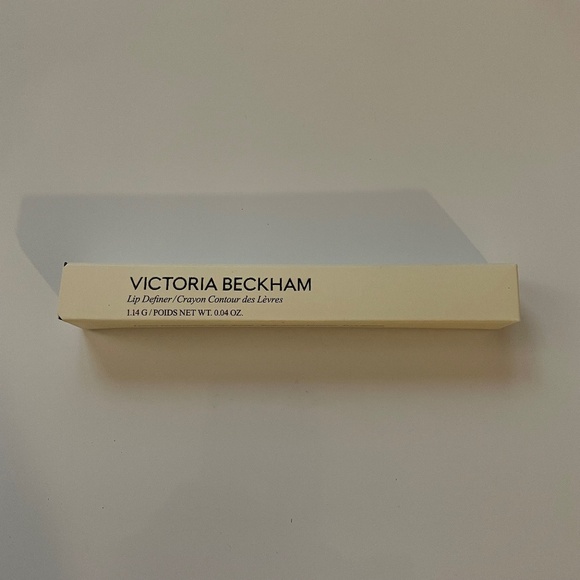 VICTORIA BECKHAM
Lip Definer/Crayon Contour des Lèvres
1.14 G / POIDS NET WT. 0.04 OZ.